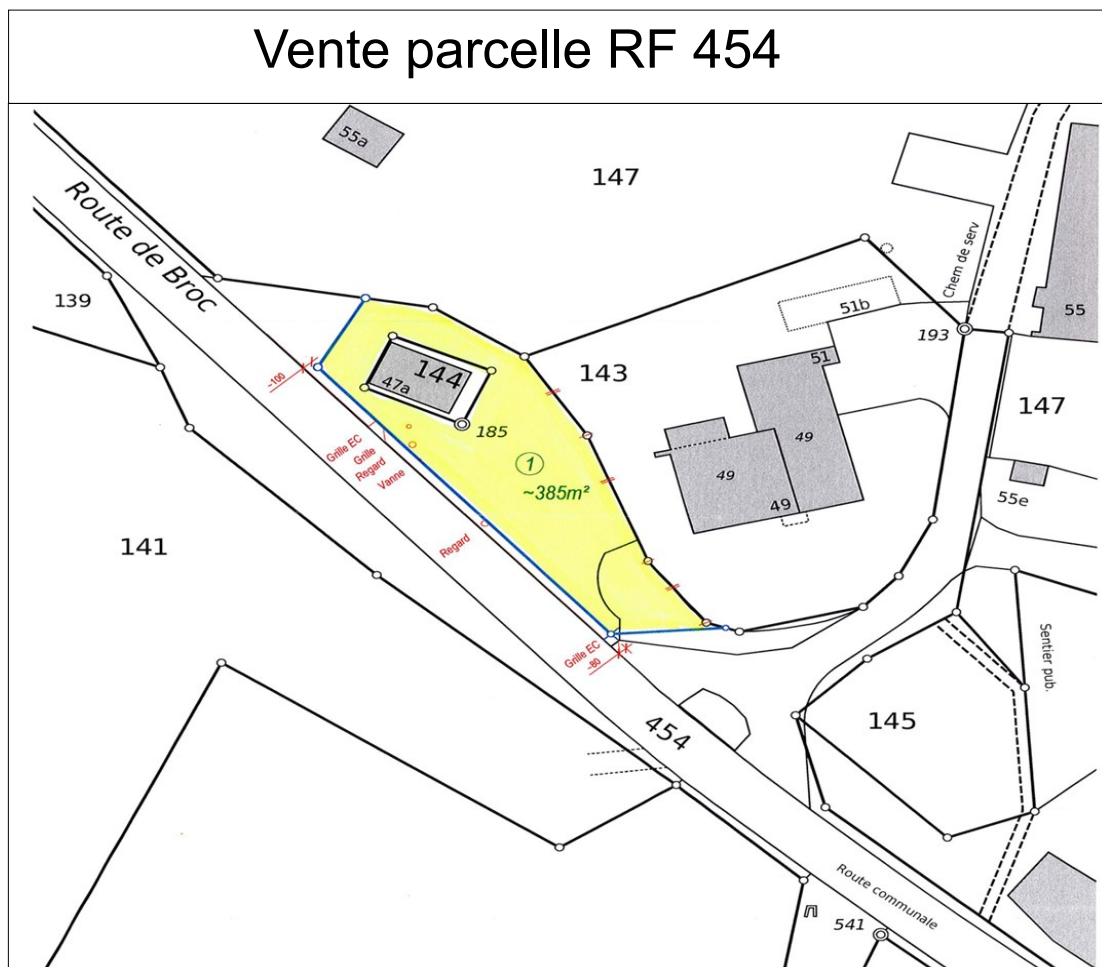 Vente parcelle RF 454
55a
147
Route de Broc
Chem de serv
139
51b
55
193
51
144
47a
143
~100
147
185
Grille EC
Grille
Regard
Vanne
1
~385m²
49
49
49
55e
141
Regard
Sentier pub.
Grille EC
~80
454
145
Route communale
541